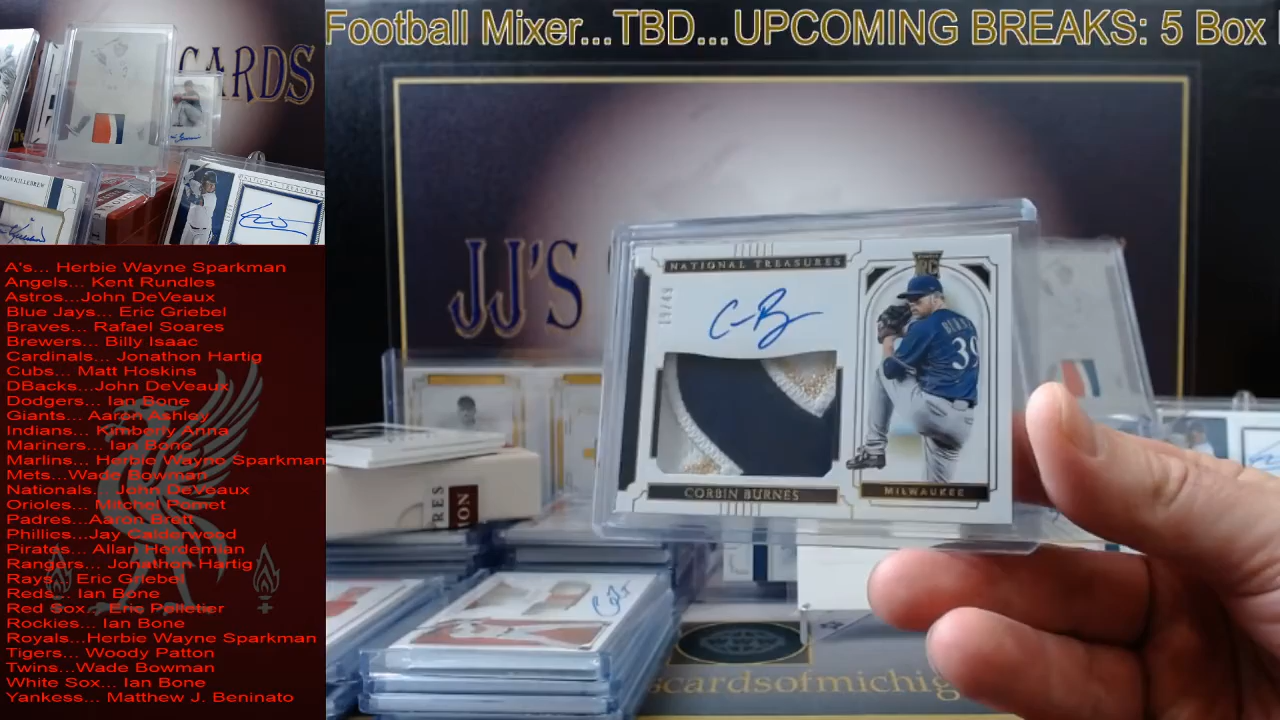 Football Mixer...TBD...UPCOMING BREAKS: 5 Box
CARDS
JJ'S
NATIONAL TREASURES
RC
19/49
BURNES
39
CORBIN BURNES
MILWAUKEE
scardsofmichig
A's... Herbie Wayne Sparkman
Angels... Kent Rundles
Astros...John DeVeaux
Blue Jays... Eric Griebel
Braves... Rafael Soares
Brewers... Billy Isaac
Cardinals... Jonathon Hartig
Cubs... Matt Hoskins
DBacks...John DeVeaux
Dodgers... Ian Bone
Giants... Aaron Ashley
Indians... Kimberly Anna
Mariners... Ian Bone
Marlins... Herbie Wayne Sparkman
Mets...Wade Bowman
Nationals... John DeVeaux
Orioles... Mitchel Pomet
Padres...Aaron Brett
Phillies...Jay Calderwood
Pirates... Allan Herdemian
Rangers... Jonathon Hartig
Rays... Eric Griebel
Reds... Ian Bone
Red Sox... Eric Pelletier
Rockies... Ian Bone
Royals...Herbie Wayne Sparkman
Tigers... Woody Patton
Twins...Wade Bowman
White Sox... Ian Bone
Yankess... Matthew J. Beninato